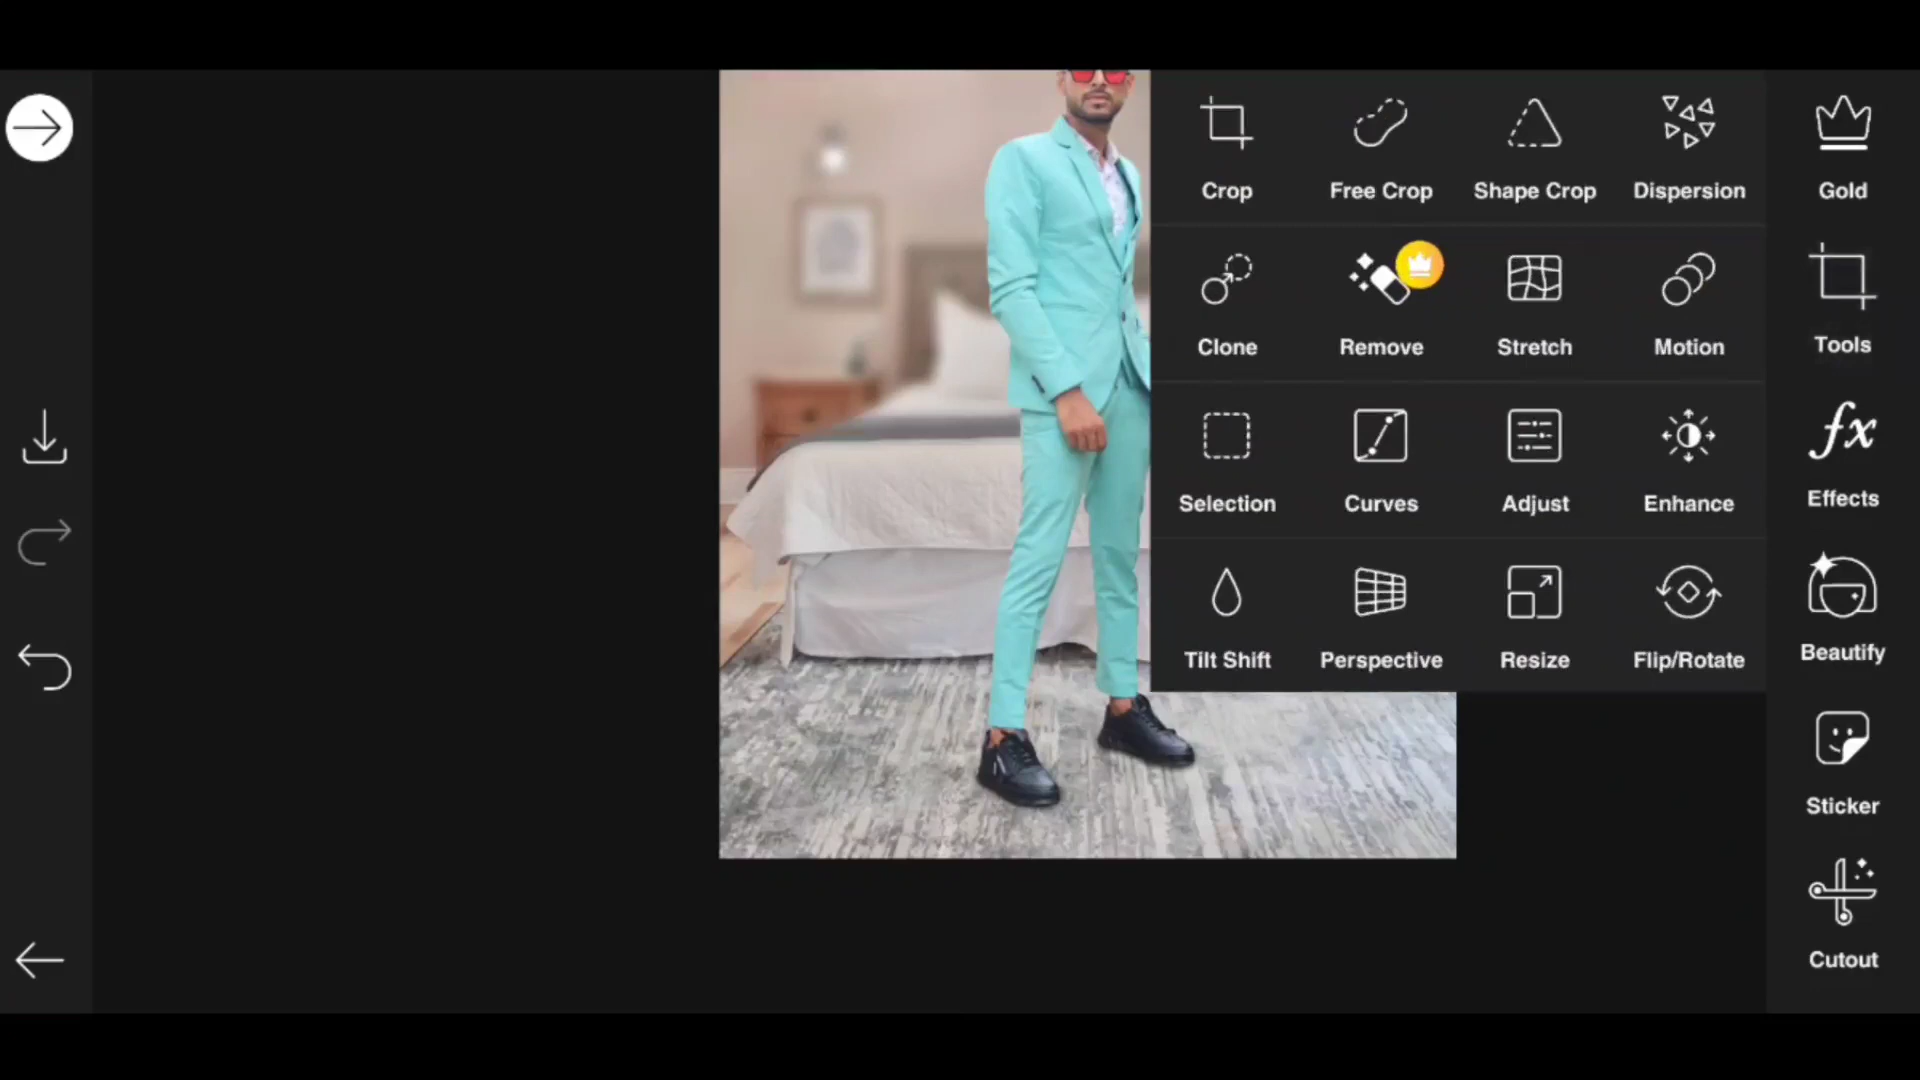 Crop Free Crop Shape Crop Dispersion Gold
Clone Remove Stretch Motion Tools
Selection Curves Adjust Enhance Effects
Tilt Shift Perspective Resize Flip/Rotate Beautify
Sticker
Cutout